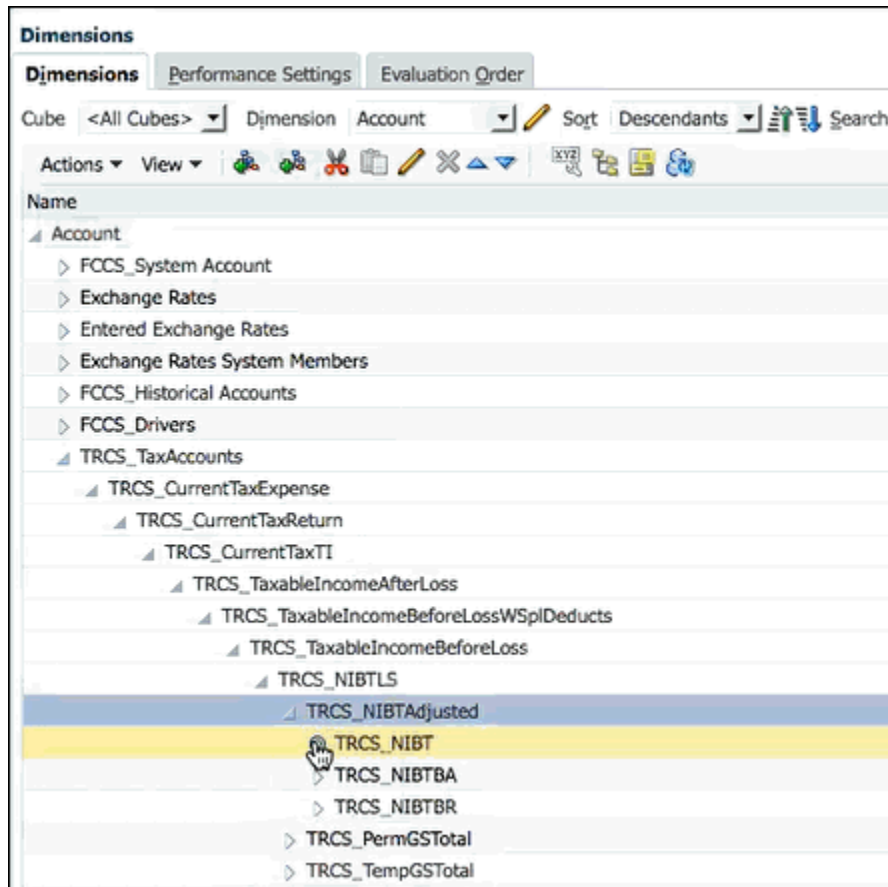 Dimensions
Dimensions Performance Settings Evaluation Order
Cube <All Cubes> Dimension Account Sort Descendants Search
Actions View XYZ
Name
Account
FCCS_System Account
Exchange Rates
Entered Exchange Rates
Exchange Rates System Members
FCCS_Historical Accounts
FCCS_Drivers
TRCS_TaxAccounts
TRCS_CurrentTaxExpense
TRCS_CurrentTaxReturn
TRCS_CurrentTaxTI
TRCS_TaxableIncomeAfterLoss
TRCS_TaxableIncomeBeforeLossWSplDeducts
TRCS_TaxableIncomeBeforeLoss
TRCS_NIBTLS
TRCS_NIBTAdjusted
TRCS_NIBT
TRCS_NIBTBA
TRCS_NIBTBR
TRCS_PermGSTotal
TRCS_TempGSTotal